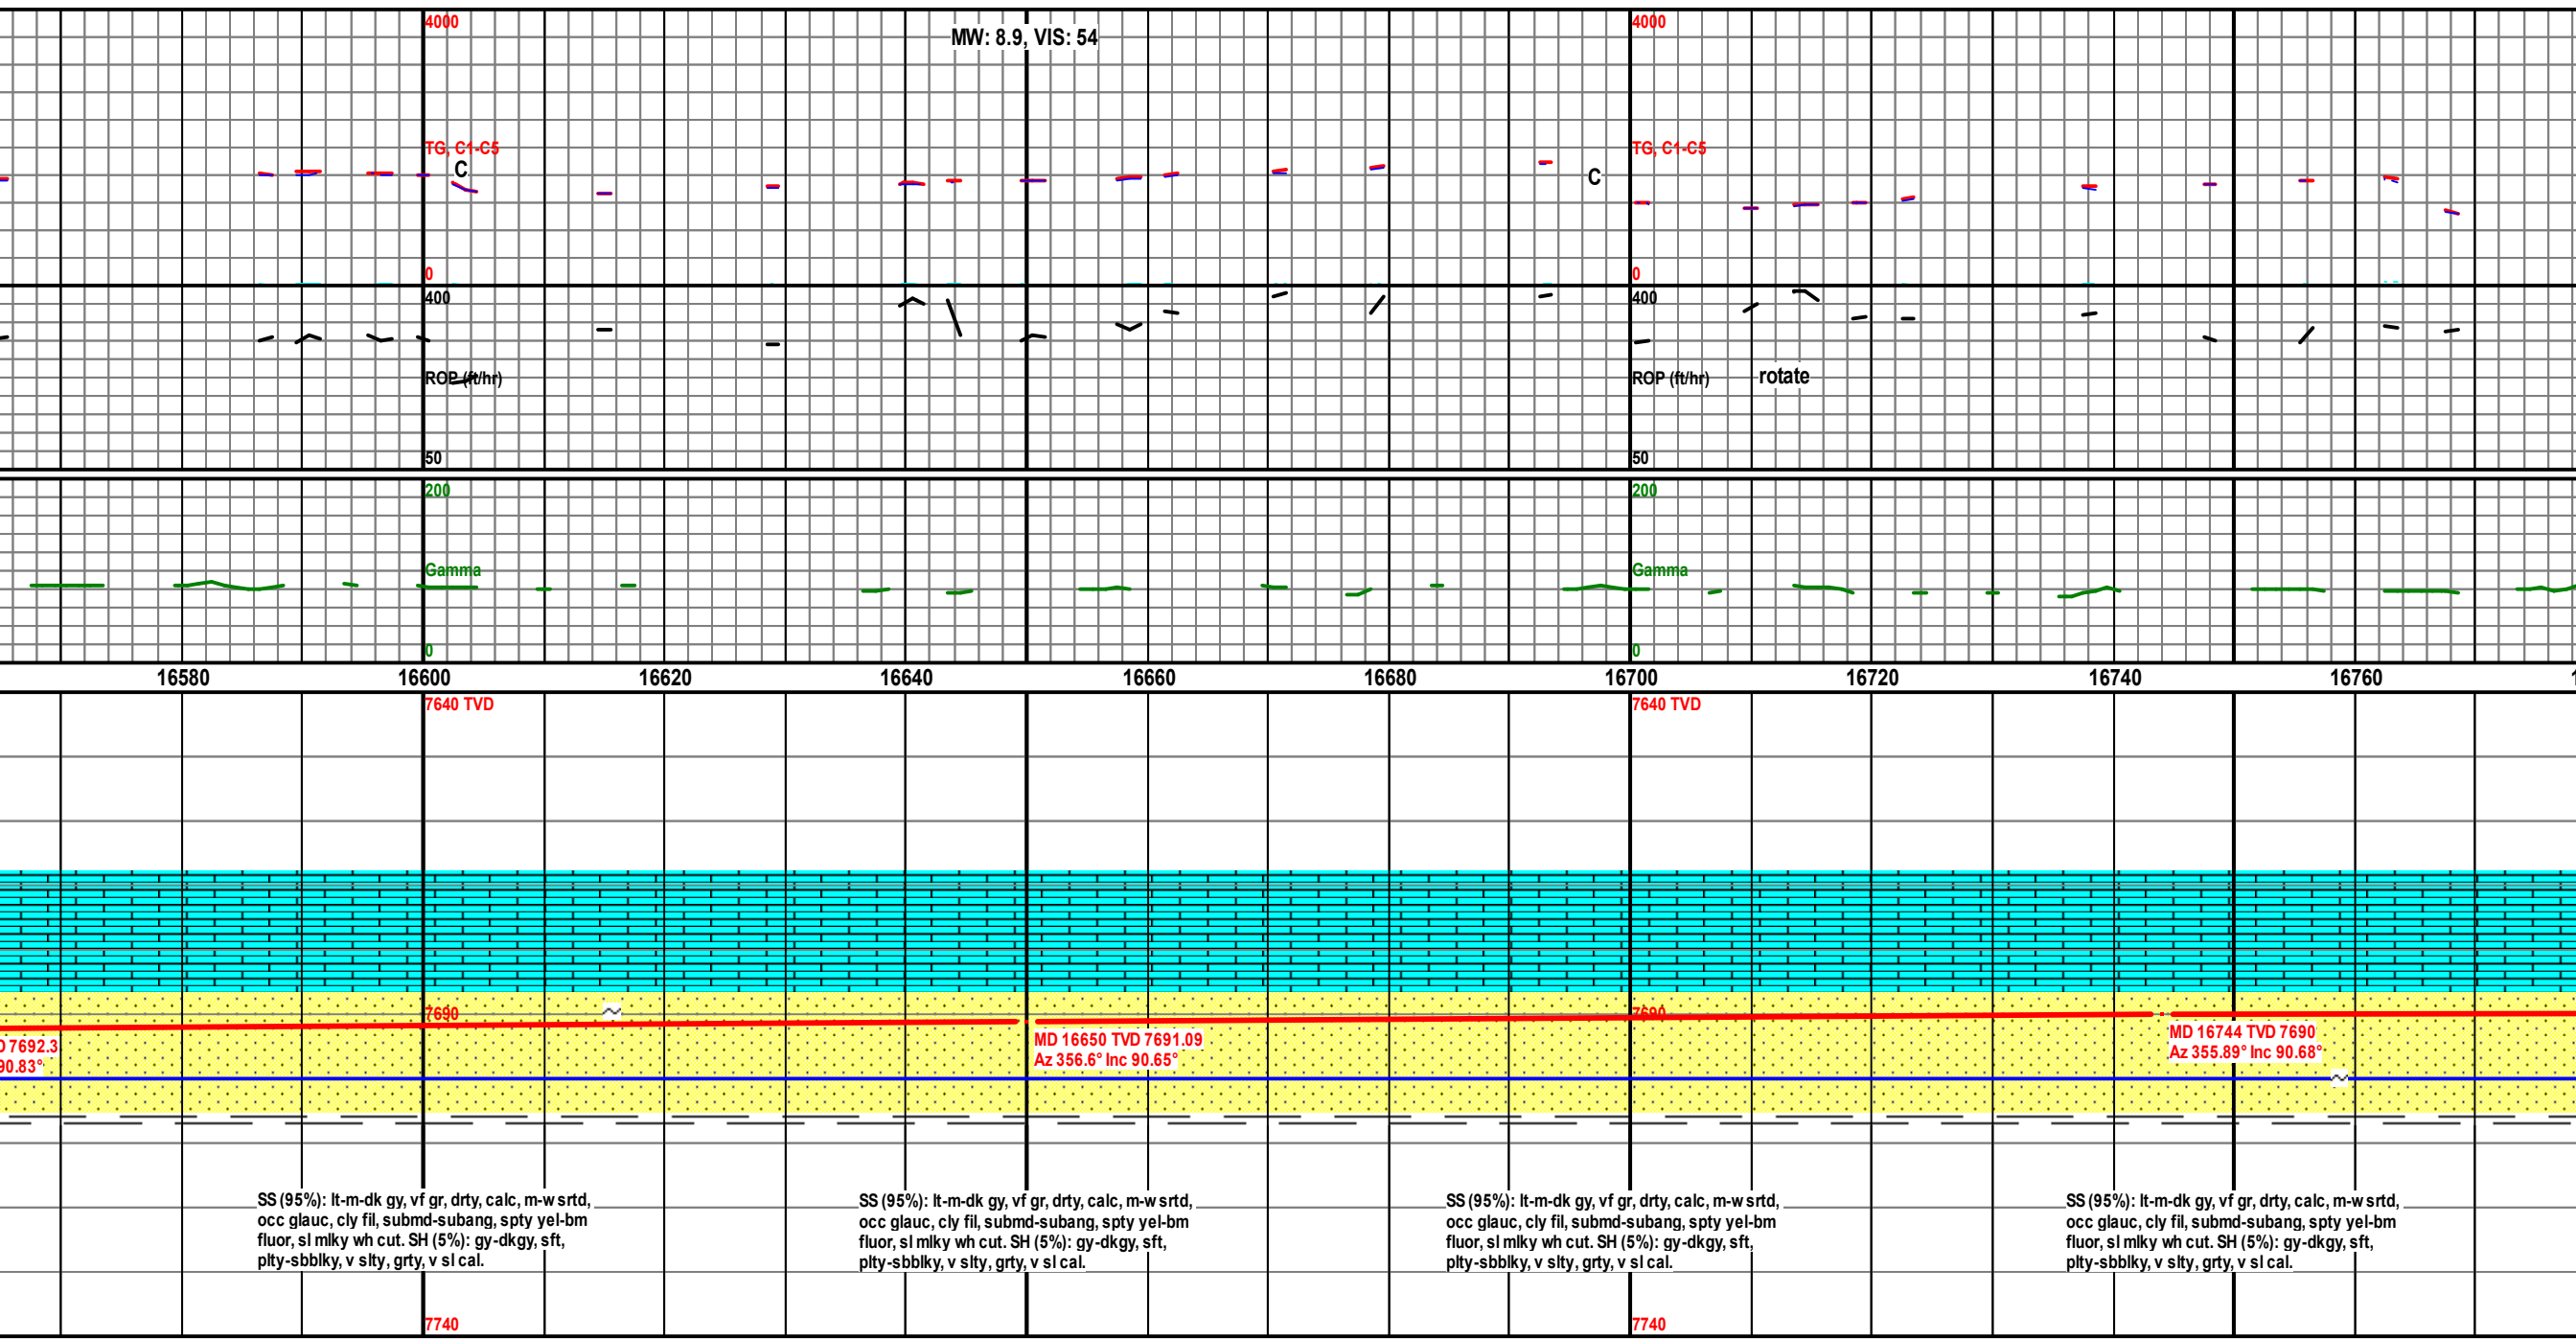 4000
MW: 8.9, VIS: 54
4000
TG, C1-C5
C
TG, C1-C5
C
0
0
400
400
ROP (ft/hr)
ROP (ft/hr)
rotate
50
50
200
200
Gamma
Gamma
0
0
16580 16600 16620 16640 16660 16680 16700 16720 16740 16760
7640 TVD
7640 TVD
7690
7690
D 7692.3
90.83°
MD 16650 TVD 7691.09
Az 356.6° Inc 90.65°
MD 16744 TVD 7690
Az 355.89° Inc 90.68°
SS (95%): lt-m-dk gy, vf gr, drty, calc, m-w srtd,
occ glauc, cly fil, submd-subang, spty yel-bm
fluor, sl mlky wh cut. SH (5%): gy-dkgy, sft,
plty-sbblky, v slty, grty, v sl cal.
SS (95%): lt-m-dk gy, vf gr, drty, calc, m-w srtd,
occ glauc, cly fil, submd-subang, spty yel-bm
fluor, sl mlky wh cut. SH (5%): gy-dkgy, sft,
plty-sbblky, v slty, grty, v sl cal.
SS (95%): lt-m-dk gy, vf gr, drty, calc, m-w srtd,
occ glauc, cly fil, submd-subang, spty yel-bm
fluor, sl mlky wh cut. SH (5%): gy-dkgy, sft,
plty-sbblky, v slty, grty, v sl cal.
SS (95%): lt-m-dk gy, vf gr, drty, calc, m-w srtd,
occ glauc, cly fil, submd-subang, spty yel-bm
fluor, sl mlky wh cut. SH (5%): gy-dkgy, sft,
plty-sbblky, v slty, grty, v sl cal.
7740
7740